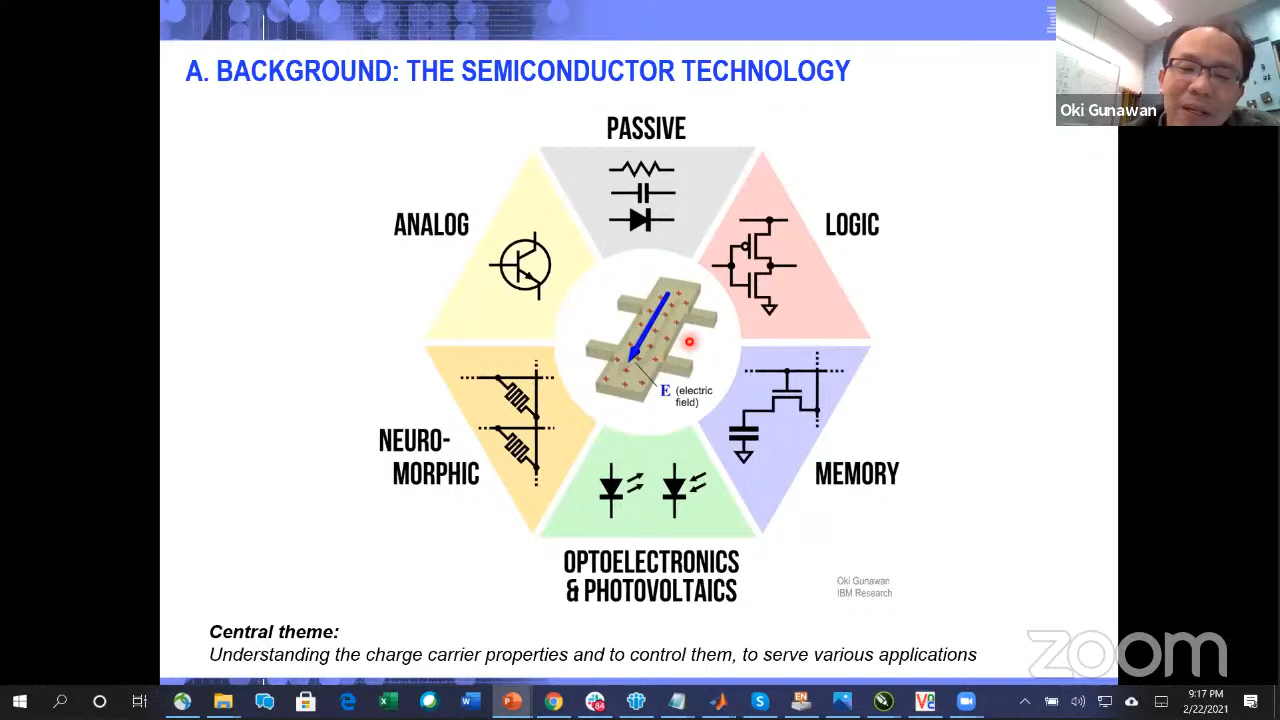 A. BACKGROUND: THE SEMICONDUCTOR TECHNOLOGY
Oki Gunawan
PASSIVE
ANALOG
LOGIC
E (electric
field)
NEURO-
MORPHIC
MEMORY
OPTOELECTRONICS
& PHOTOVOLTAICS
Oki Gunawan
IBM Research
Central theme:
Understanding the charge carrier properties and to control them, to serve various applications
zoom
84
EN
9:17 PM
2/22/2021